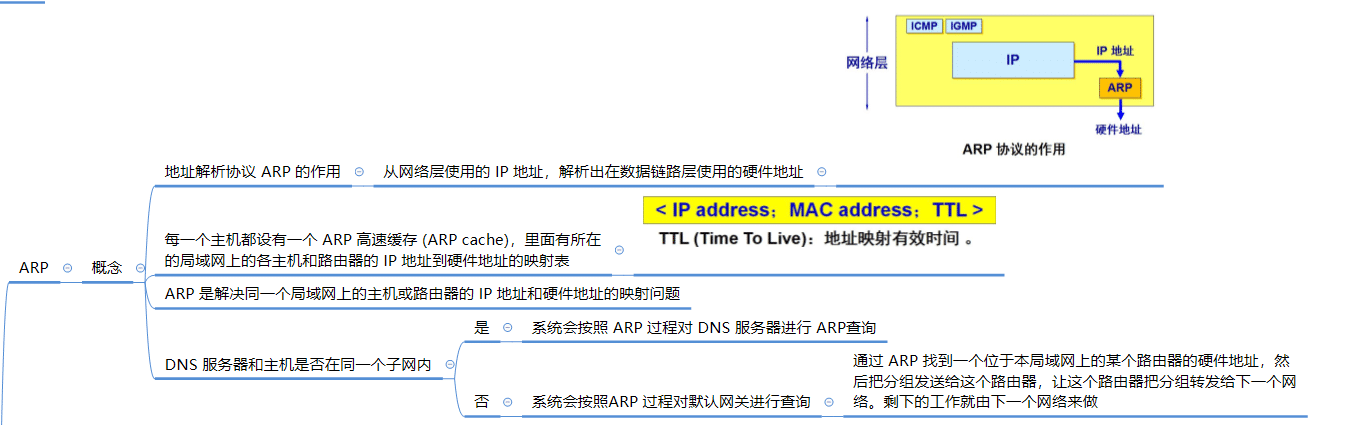 ICMP IGMP
网络层
IP
IP 地址
ARP
硬件地址
ARP 协议的作用
地址解析协议 ARP 的作用
从网络层使用的 IP 地址，解析出在数据链路层使用的硬件地址
< IP address；MAC address；TTL >
TTL (Time To Live)：地址映射有效时间 。
每一个主机都设有一个 ARP 高速缓存 (ARP cache)，里面有所在
的局域网上的各主机和路由器的 IP 地址到硬件地址的映射表
ARP
概念
ARP 是解决同一个局域网上的主机或路由器的 IP 地址和硬件地址的映射问题
DNS 服务器和主机是否在同一个子网内
是
系统会按照 ARP 过程对 DNS 服务器进行 ARP查询
否
系统会按照ARP 过程对默认网关进行查询
通过 ARP 找到一个位于本局域网上的某个路由器的硬件地址，然
后把分组发送给这个路由器，让这个路由器把分组转发给下一个网
络。剩下的工作就由下一个网络来做